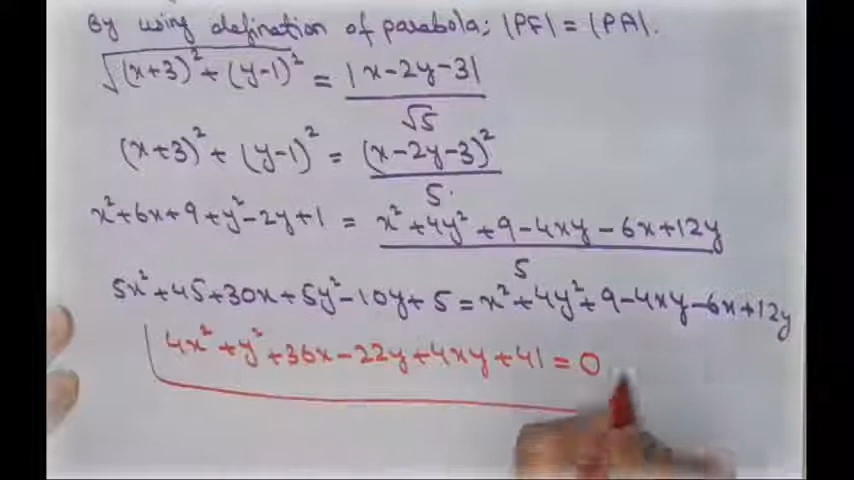 By using defination of parabola; |PF| = |PA|.
√((x+3)² + (y-1)²) = |x-2y-3| / √5
(x+3)² + (y-1)² = (x-2y-3)² / 5.
x²+6x+9+y²-2y+1 = (x²+4y²+9-4xy-6x+12y) / 5
5x²+45+30x+5y²-10y+5 = x²+4y²+9-4xy-6x+12y
4x²+y²+36x-22y+4xy+41=0